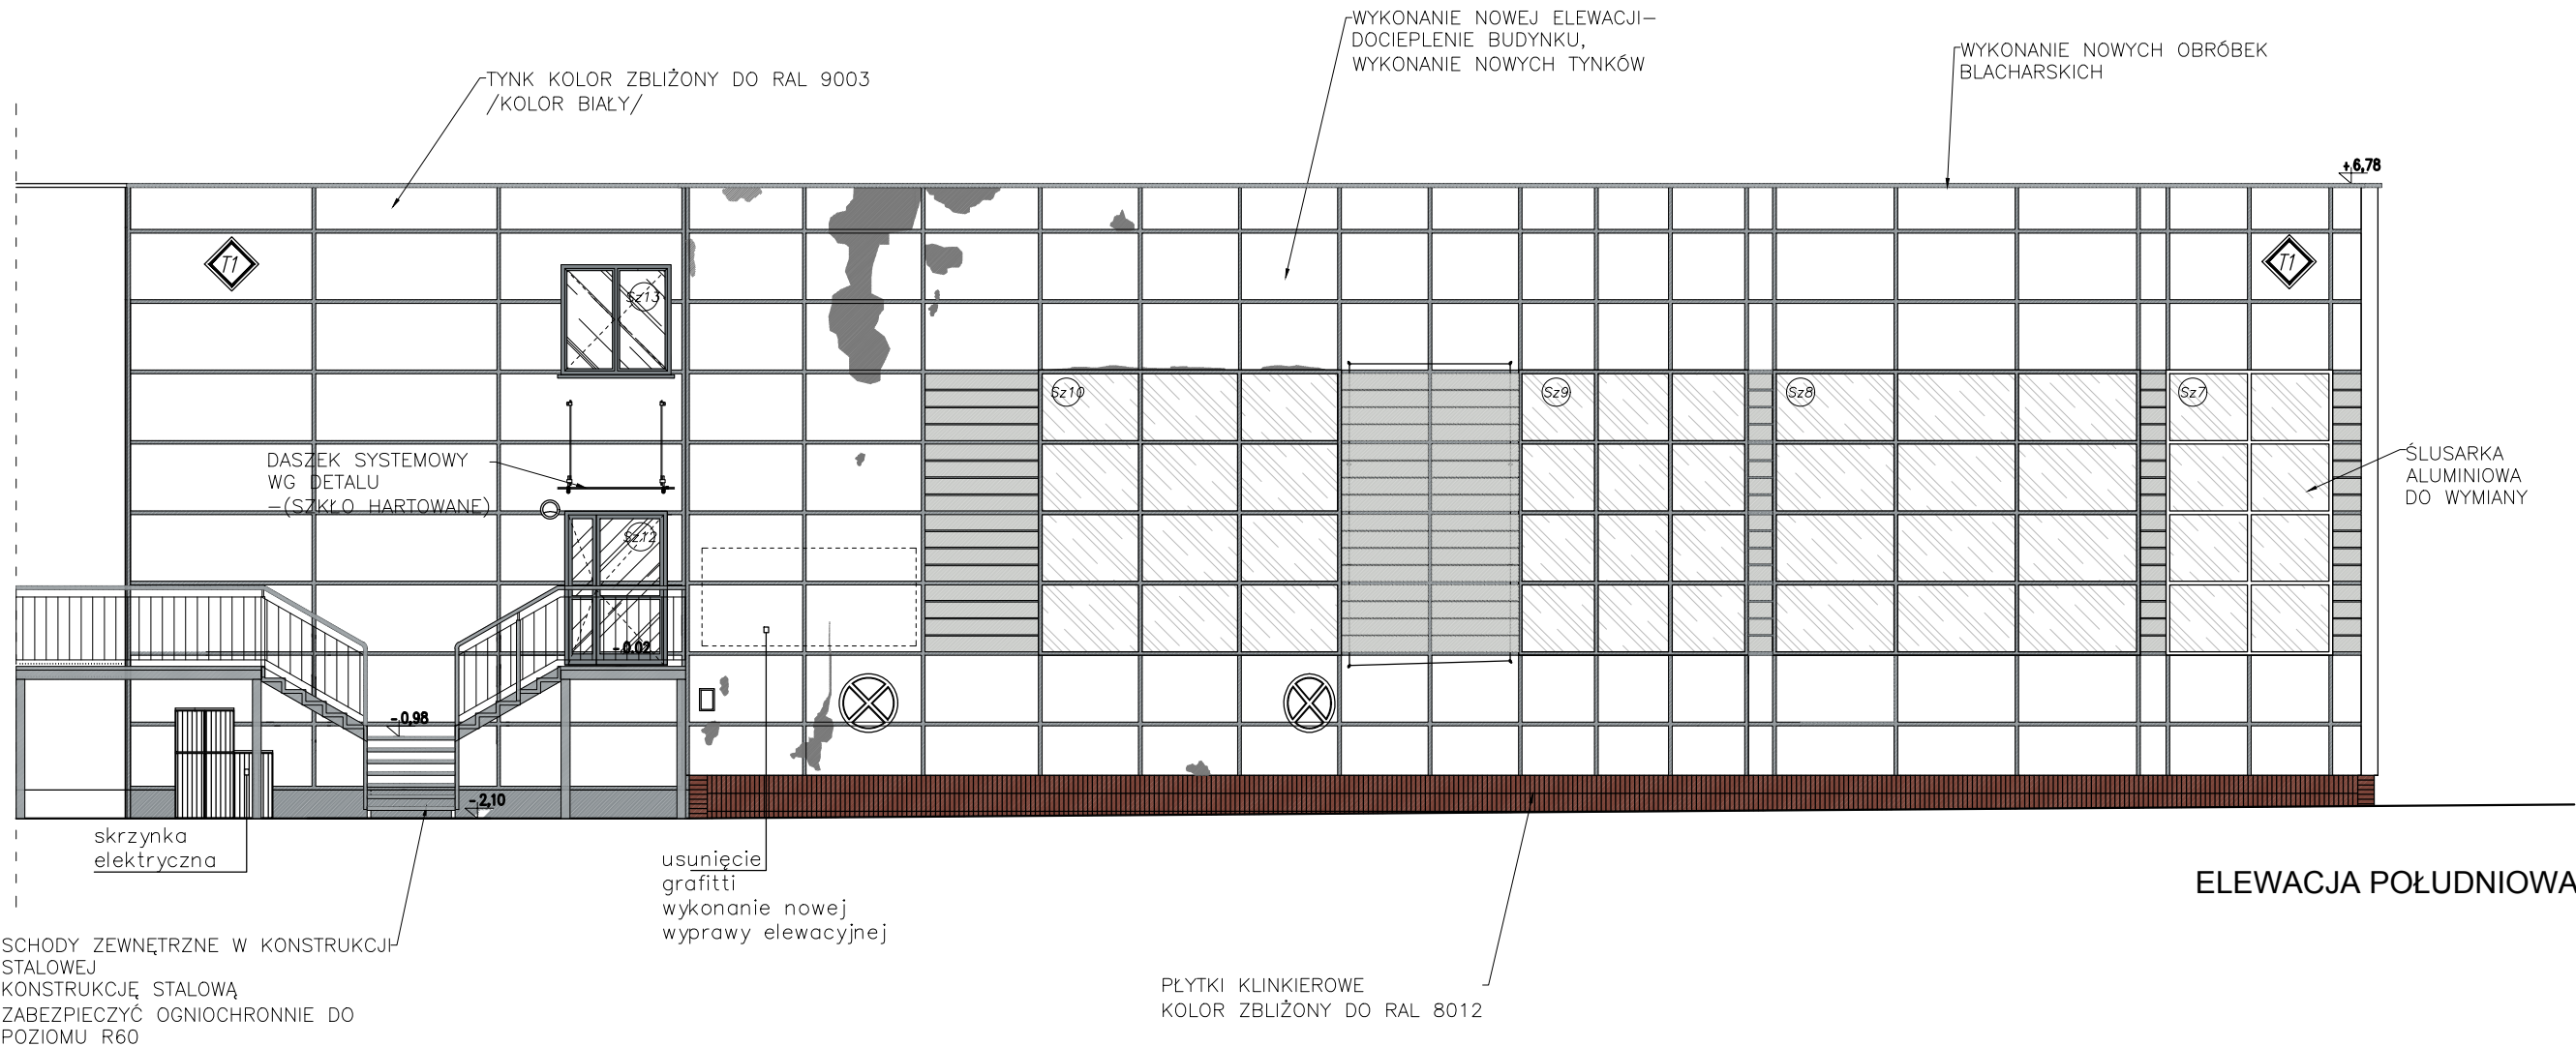 WYKONANIE NOWEJ ELEWACJI–
DOCIEPLENIE BUDYNKU,
WYKONANIE NOWYCH TYNKÓW
WYKONANIE NOWYCH OBRÓBEK
BLACHARSKICH
TYNK KOLOR ZBLIŻONY DO RAL 9003
/KOLOR BIAŁY/
+6,78
T1
T1
Sz13
Sz10
Sz9
Sz8
Sz7
DASZEK SYSTEMOWY
WG DETALU
–(SZKŁO HARTOWANE)
ŚLUSARKA
ALUMINIOWA
DO WYMIANY
Sz12
-0.02
-0,98
-2,10
skrzynka
elektryczna
usunięcie
grafitti
wykonanie nowej
wyprawy elewacyjnej
ELEWACJA POŁUDNIOWA
SCHODY ZEWNĘTRZNE W KONSTRUKCJI
STALOWEJ
KONSTRUKCJĘ STALOWĄ
ZABEZPIECZYĆ OGNIOCHRONNIE DO
POZIOMU R60
PŁYTKI KLINKIEROWE
KOLOR ZBLIŻONY DO RAL 8012